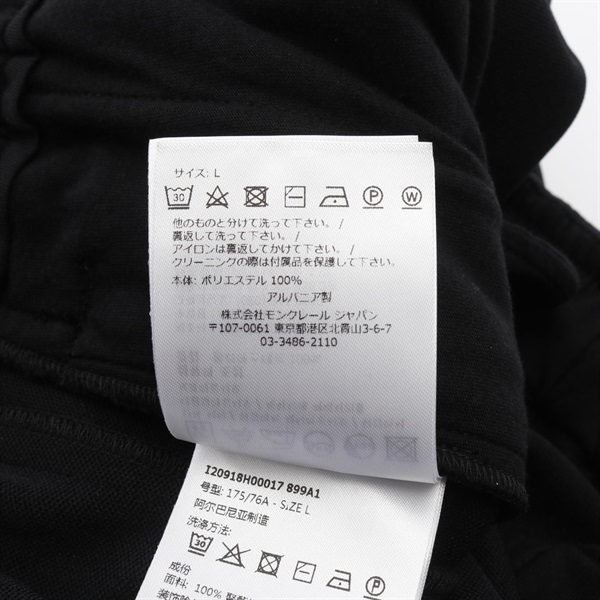 サイズ: L
30 P W
他のものと分けて洗って下さい。/
裏返して洗って下さい。/
アイロンは裏返してかけて下さい。/
クリーニングの際は付属品を保護して下さい。
本体: ポリエステル 100%
アルバニア製
株式会社モンクレール ジャパン
〒107-0061 東京都港区北青山3-6-7
03-3486-2110
I20918H00017 899A1
号型: 175/76A - SIZE L
阿尔巴尼亚制造
洗涤方法:
30
成份
面料: 100%